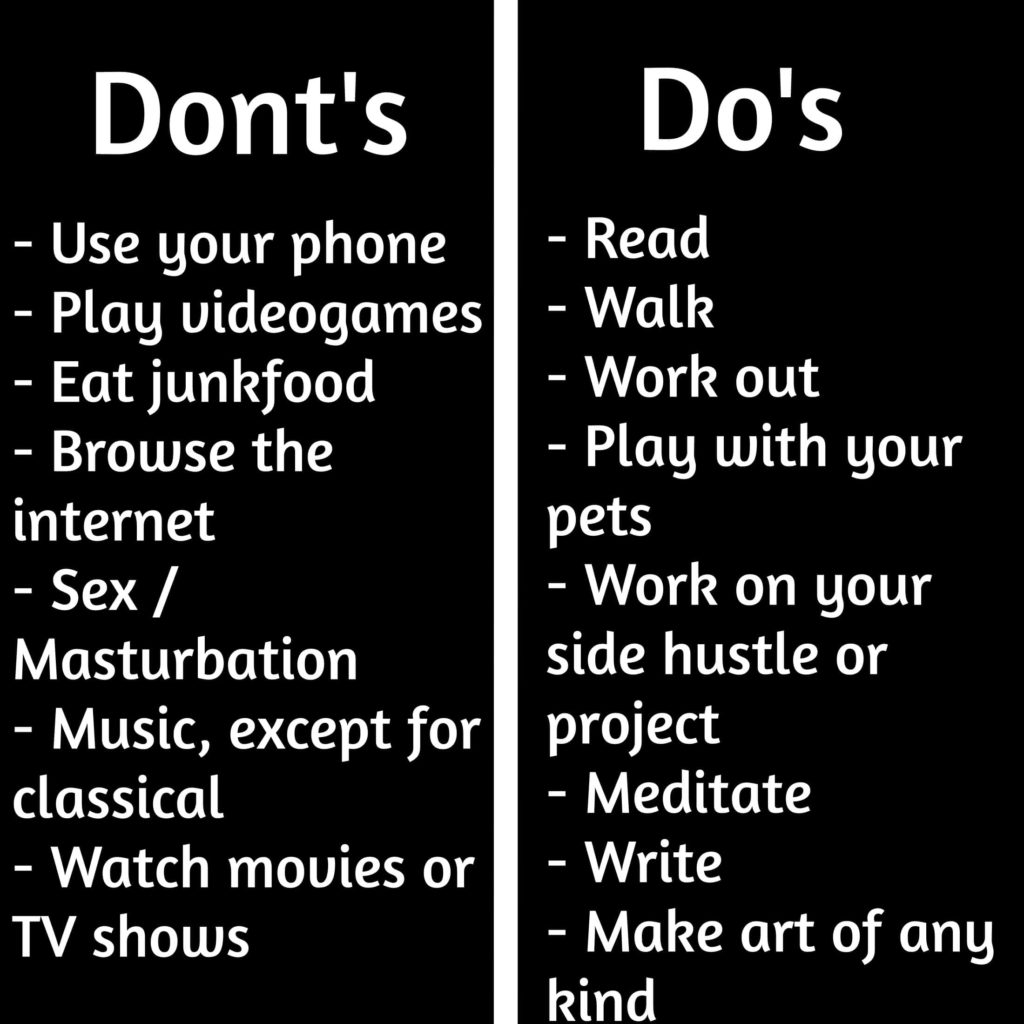 Dont's
- Use your phone
- Play videogames
- Eat junkfood
- Browse the
internet
- Sex /
Masturbation
- Music, except for
classical
- Watch movies or
TV shows
Do's
- Read
- Walk
- Work out
- Play with your
pets
- Work on your
side hustle or
project
- Meditate
- Write
- Make art of any
kind